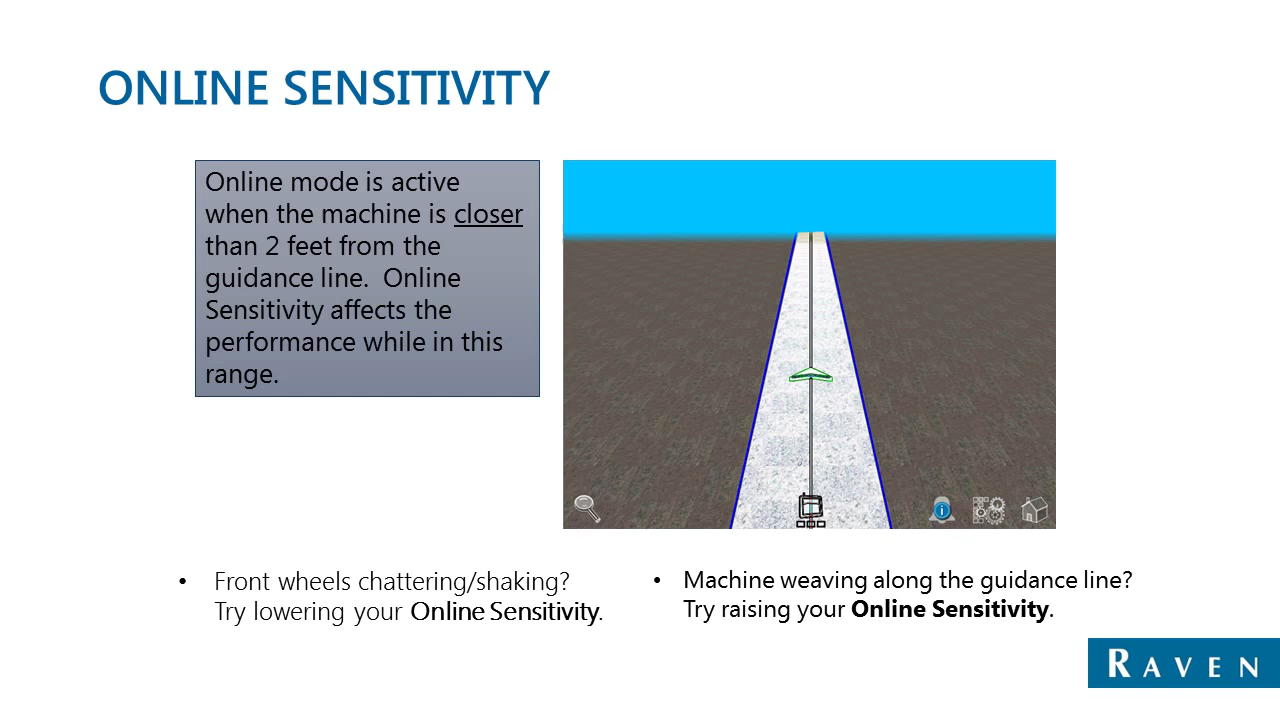 ONLINE SENSITIVITY
Online mode is active
when the machine is closer
than 2 feet from the
guidance line.  Online
Sensitivity affects the
performance while in this
range.
• Front wheels chattering/shaking?
Try lowering your Online Sensitivity.
• Machine weaving along the guidance line?
Try raising your Online Sensitivity.
RAVEN